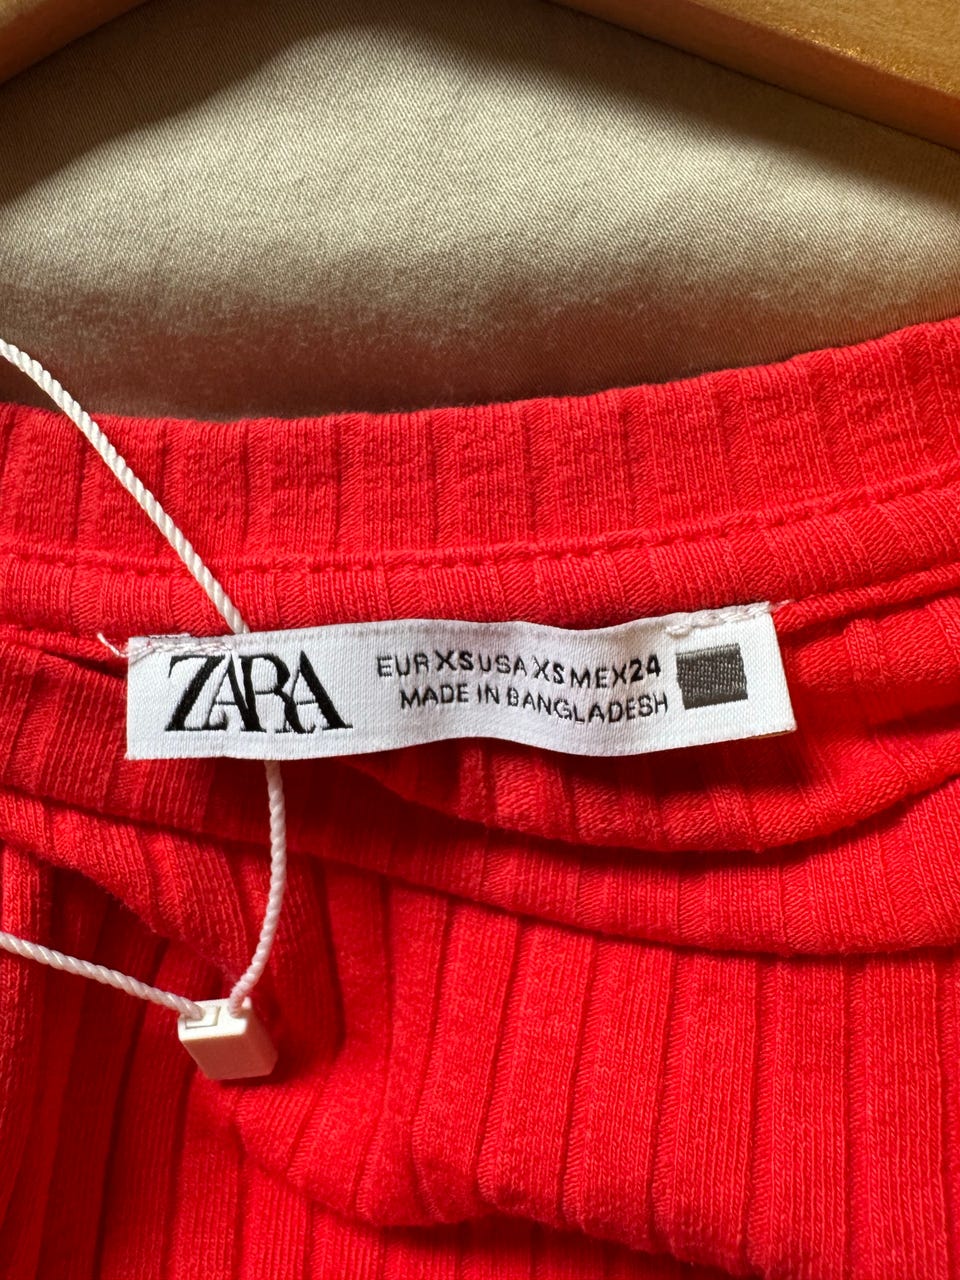 ZARA
EUR XS USA XS MEX 24
MADE IN BANGLADESH